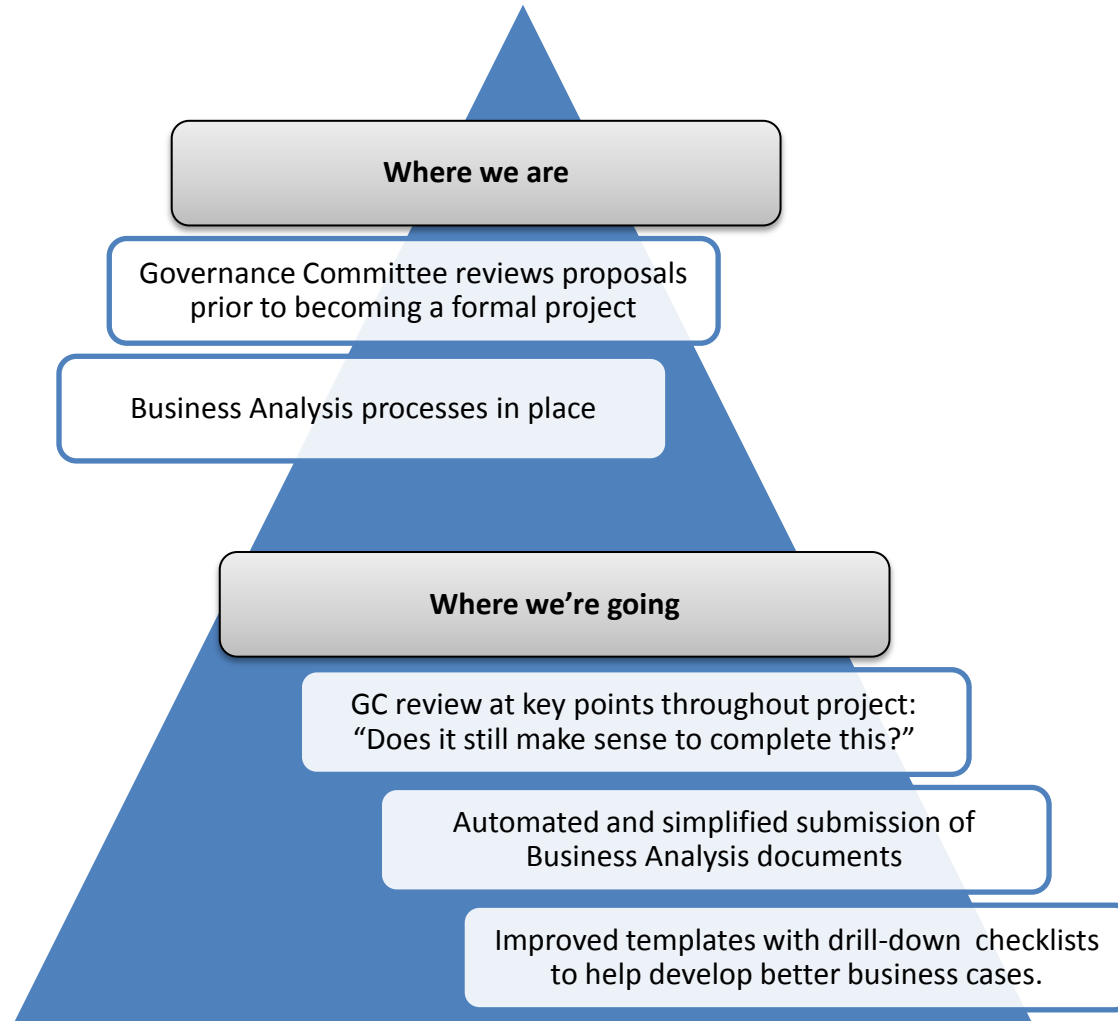 Where we are
Governance Committee reviews proposals
prior to becoming a formal project
Business Analysis processes in place
Where we’re going
GC review at key points throughout project:
“Does it still make sense to complete this?”
Automated and simplified submission of
Business Analysis documents
Improved templates with drill-down  checklists
to help develop better business cases.